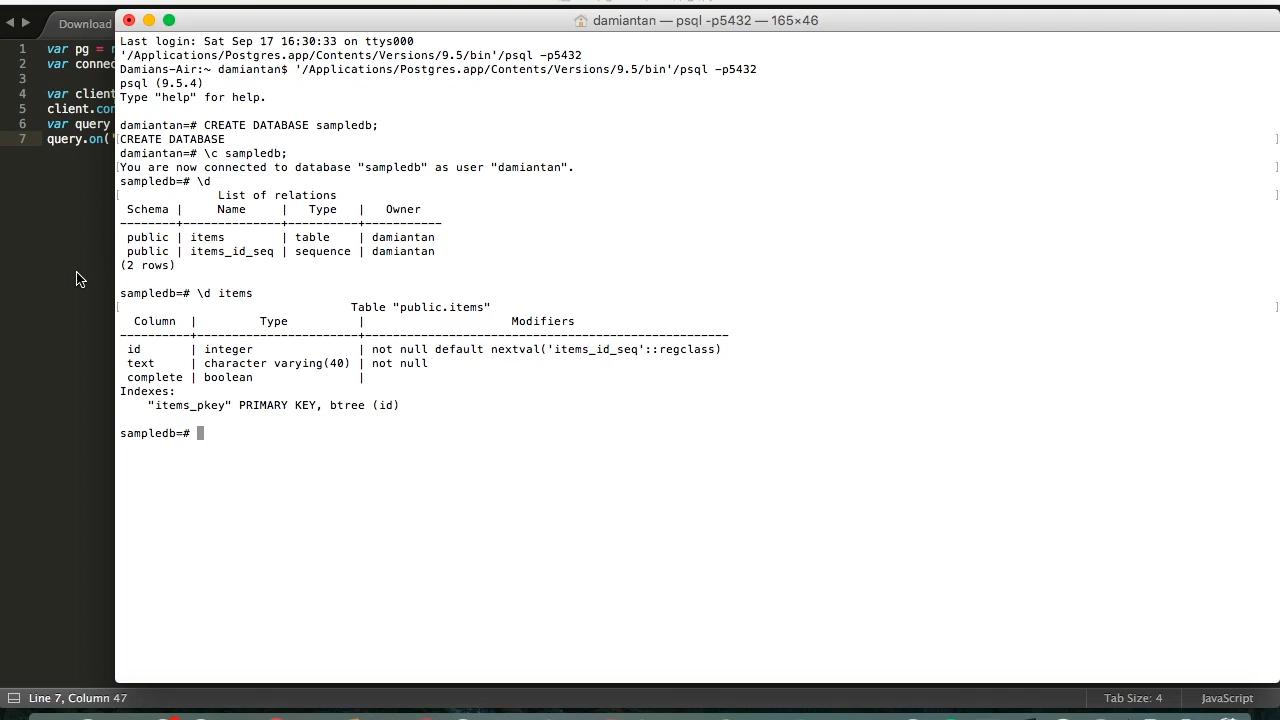 damiantan — psql -p5432 — 165×46
Download
1 var pg =
2 var connec
3
4 var client
5 client.con
6 var query
7 query.on('
Last login: Sat Sep 17 16:30:33 on ttys000
'/Applications/Postgres.app/Contents/Versions/9.5/bin'/psql -p5432
Damians-Air:~ damiantan$ '/Applications/Postgres.app/Contents/Versions/9.5/bin'/psql -p5432
psql (9.5.4)
Type "help" for help.
damiantan=# CREATE DATABASE sampledb;
CREATE DATABASE
damiantan=# \c sampledb;
You are now connected to database "sampledb" as user "damiantan".
sampledb=# \d
List of relations
Schema | Name | Type | Owner
--------+--------------+----------+-----------
public | items | table | damiantan
public | items_id_seq | sequence | damiantan
(2 rows)
sampledb=# \d items
Table "public.items"
Column | Type | Modifiers
----------+-----------------------+----------------------------------------------------
id | integer | not null default nextval('items_id_seq'::regclass)
text | character varying(40) | not null
complete | boolean |
Indexes:
"items_pkey" PRIMARY KEY, btree (id)
sampledb=#
Line 7, Column 47
Tab Size: 4
JavaScript